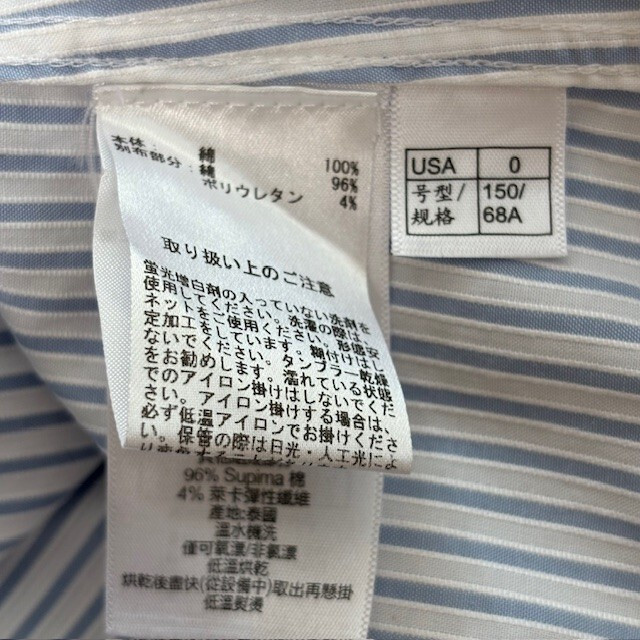 本体: 綿 100%
別布部分: 綿 96%
ポリウレタン 4%
取り扱い上のご注意
蛍光増白剤の入っていない洗剤を
使用してください。洗濯の際は、
ネットをご使用ください。形態安
定加工をしています。糊付けはし
ないでください。タンブラー乾燥
をお勧めします。濡れている状態
でのアイロン掛けはしないでくだ
さい。アイロン掛けする場合は、
必ず低温アイロンでお掛けくださ
い。保管の際は日光・人工光によ
96% Supima 棉
4% 萊卡彈性纖維
產地:泰國
溫水機洗
僅可氧漂/非氯漂
低溫烘乾
烘乾後盡快(從設備中)取出再懸掛
低溫熨燙
USA 0
号型/ 150/
规格 68A